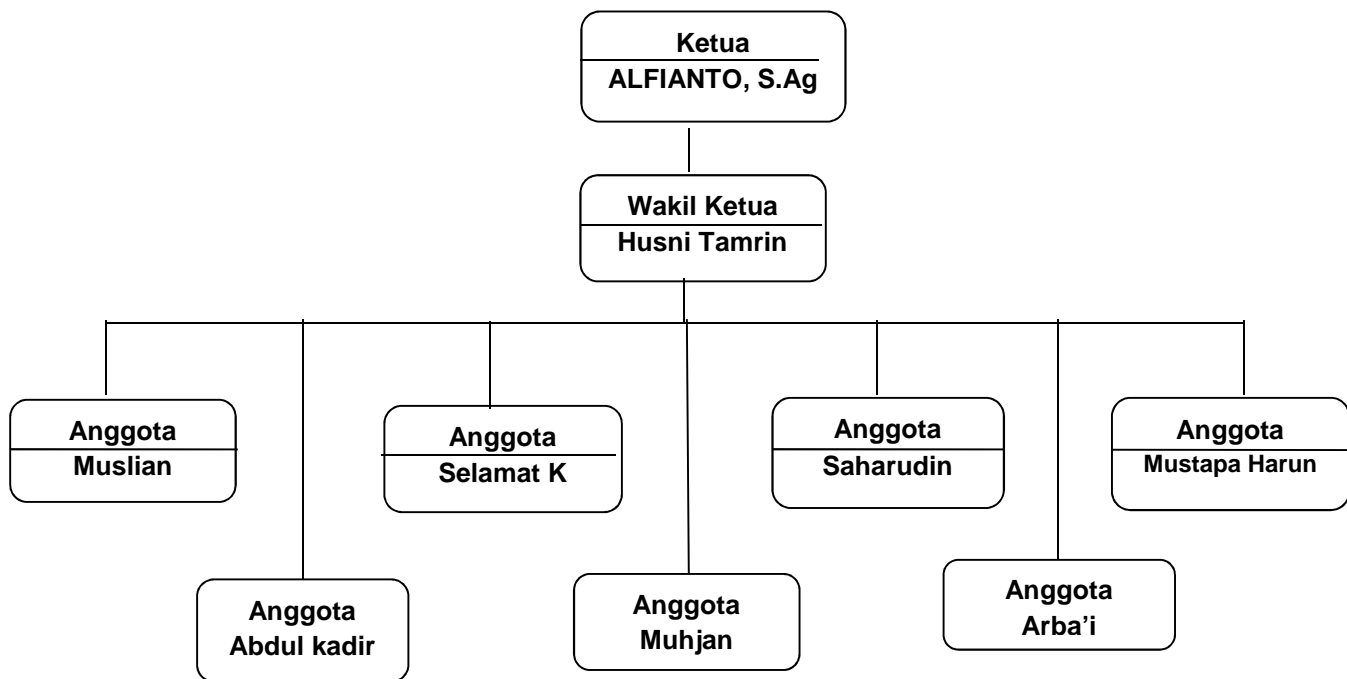 Ketua
ALFIANTO, S.Ag
Wakil Ketua
Husni Tamrin
Anggota
Muslian
Anggota
Selamat K
Anggota
Saharudin
Anggota
Mustapa Harun
Anggota
Abdul kadir
Anggota
Muhjan
Anggota
Arba’i